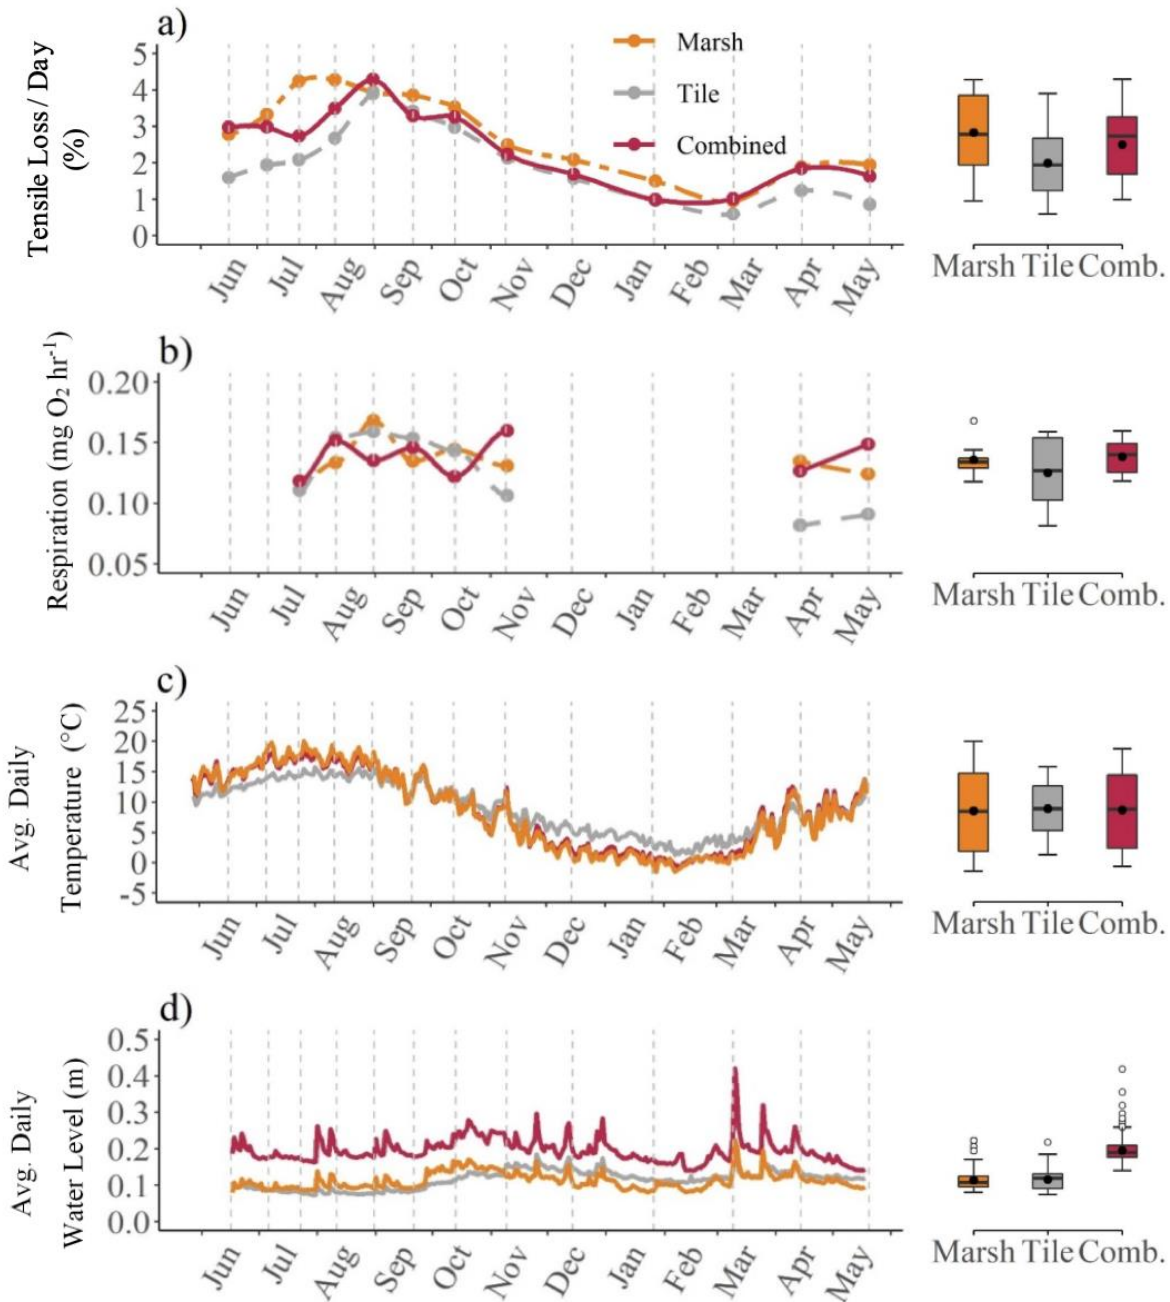 a)
Tensile Loss / Day
(%)
5
4
3
2
1
0
Marsh
Tile
Combined
Jun Jul Aug Sep Oct Nov Dec Jan Feb Mar Apr May
Marsh Tile Comb.
b)
Respiration (mg O₂ hr⁻¹)
0.20
0.15
0.10
0.05
Jun Jul Aug Sep Oct Nov Dec Jan Feb Mar Apr May
Marsh Tile Comb.
c)
Avg. Daily
Temperature (°C)
25
20
15
10
5
0
-5
Jun Jul Aug Sep Oct Nov Dec Jan Feb Mar Apr May
Marsh Tile Comb.
d)
Avg. Daily
Water Level (m)
0.5
0.4
0.3
0.2
0.1
0.0
Jun Jul Aug Sep Oct Nov Dec Jan Feb Mar Apr May
Marsh Tile Comb.